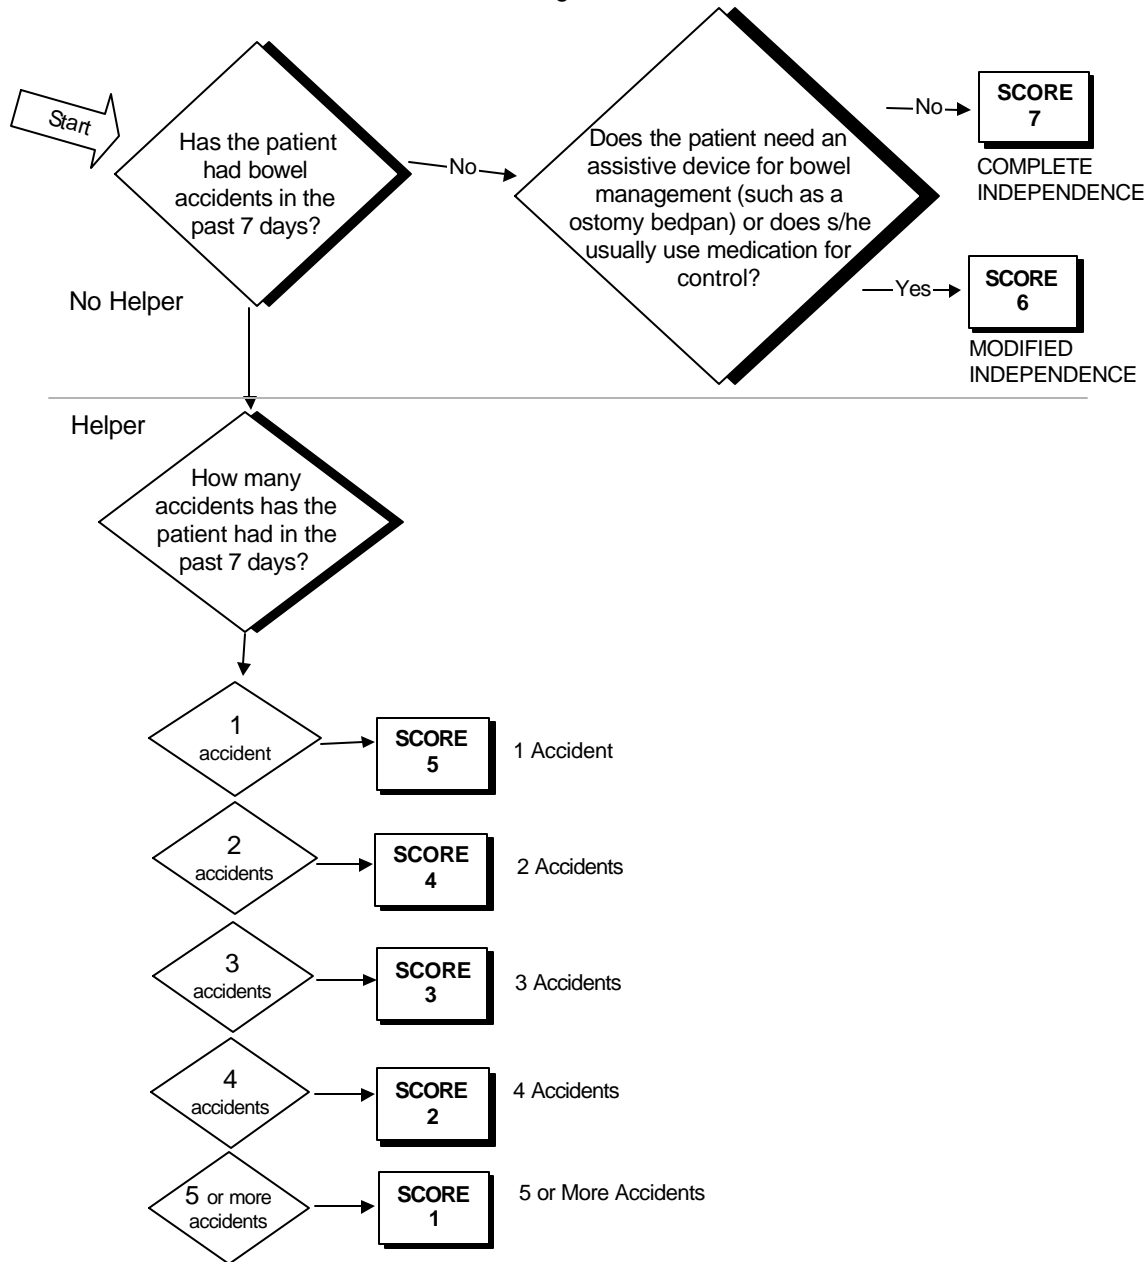 Start
Has the patient
had bowel
accidents in the
past 7 days?
No
Does the patient need an
assistive device for bowel
management (such as a
ostomy bedpan) or does s/he
usually use medication for
control?
No
SCORE
7
COMPLETE
INDEPENDENCE
Yes
SCORE
6
MODIFIED
INDEPENDENCE
No Helper
Helper
How many
accidents has the
patient had in the
past 7 days?
1
accident
SCORE
5
1 Accident
2
accidents
SCORE
4
2 Accidents
3
accidents
SCORE
3
3 Accidents
4
accidents
SCORE
2
4 Accidents
5 or more
accidents
SCORE
1
5 or More Accidents